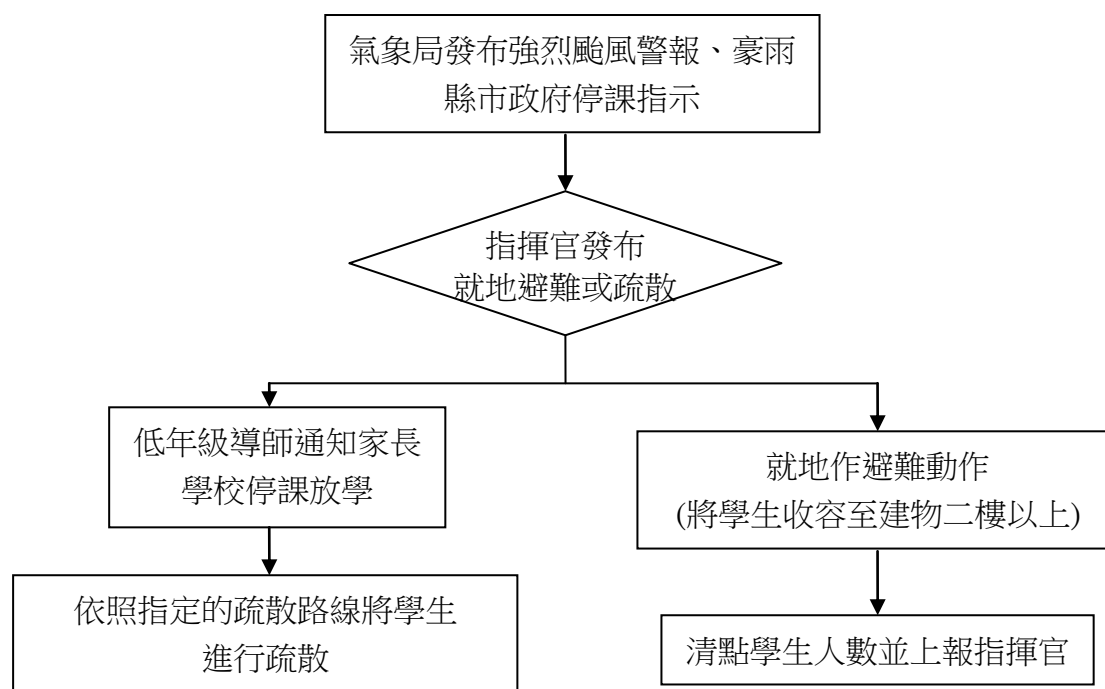 氣象局發布強烈颱風警報、豪雨
縣市政府停課指示
指揮官發布
就地避難或疏散
低年級導師通知家長
學校停課放學
就地作避難動作
(將學生收容至建物二樓以上)
依照指定的疏散路線將學生
進行疏散
清點學生人數並上報指揮官